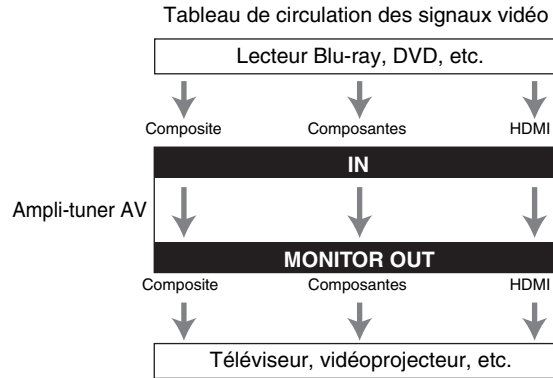 Tableau de circulation des signaux vidéo
Lecteur Blu-ray, DVD, etc.
Composite Composantes HDMI
IN
Ampli-tuner AV
MONITOR OUT
Composite Composantes HDMI
Téléviseur, vidéoprojecteur, etc.